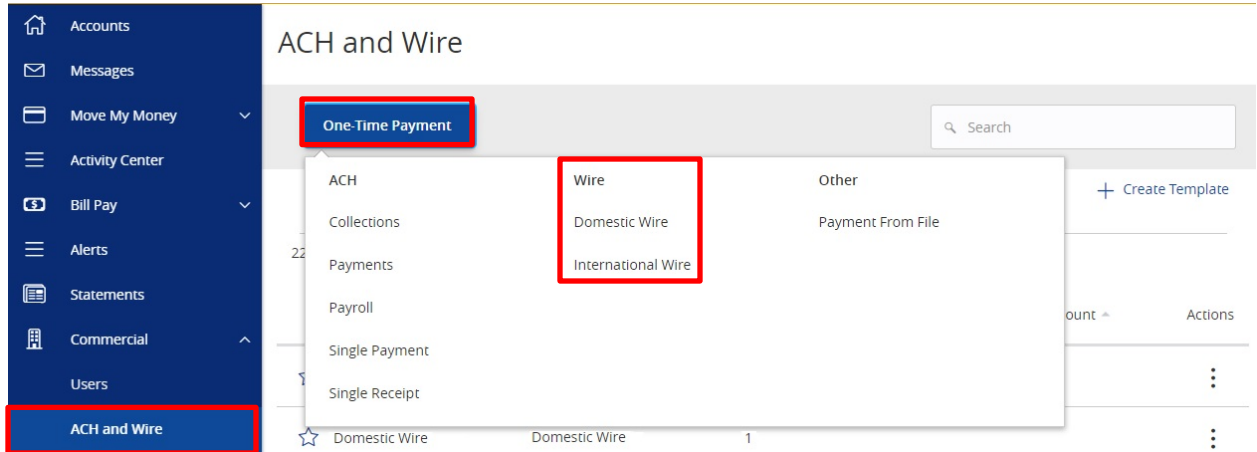 Accounts
Messages
Move My Money
Activity Center
Bill Pay
Alerts
Statements
Commercial
Users
ACH and Wire
ACH and Wire
One-Time Payment
Search
ACH
Wire
Other
Create Template
Collections
Domestic Wire
Payment From File
22
Payments
International Wire
Payroll
ount
Actions
Single Payment
Single Receipt
Domestic Wire
Domestic Wire
1